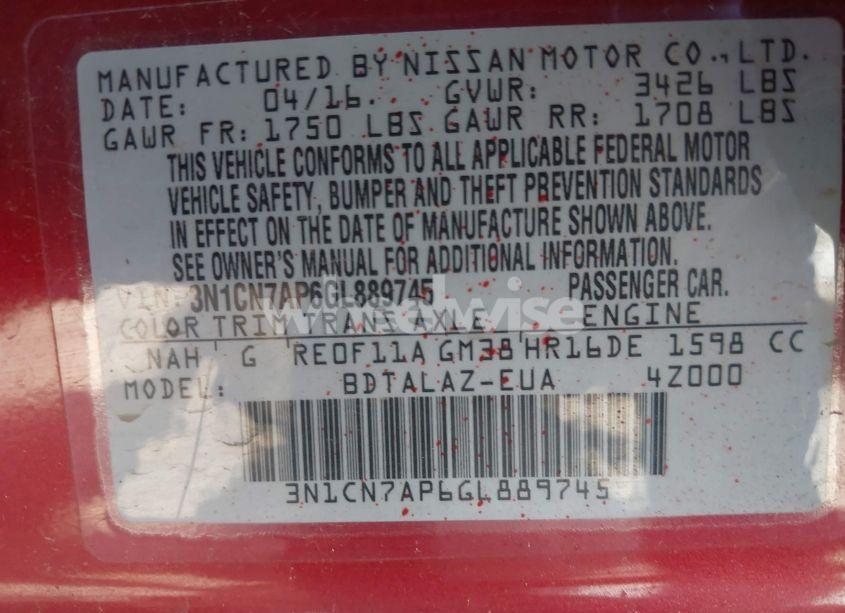 MANUFACTURED BY NISSAN MOTOR CO., LTD.
DATE: 04/16. GVWR: 3426 LBS
GAWR FR: 1750 LBS GAWR RR: 1708 LBS
THIS VEHICLE CONFORMS TO ALL APPLICABLE FEDERAL MOTOR
VEHICLE SAFETY, BUMPER AND THEFT PREVENTION STANDARDS
IN EFFECT ON THE DATE OF MANUFACTURE SHOWN ABOVE.
SEE OWNER'S MANUAL FOR ADDITIONAL INFORMATION.
VIN: 3N1CN7AP6GL889745 PASSENGER CAR.
COLOR TRIM TRANS AXLE ENGINE
NAH G RE0F11A GM38 HR16DE 1598 CC
MODEL: BDTALAZ-EUA 4Z000
3N1CN7AP6GL889745